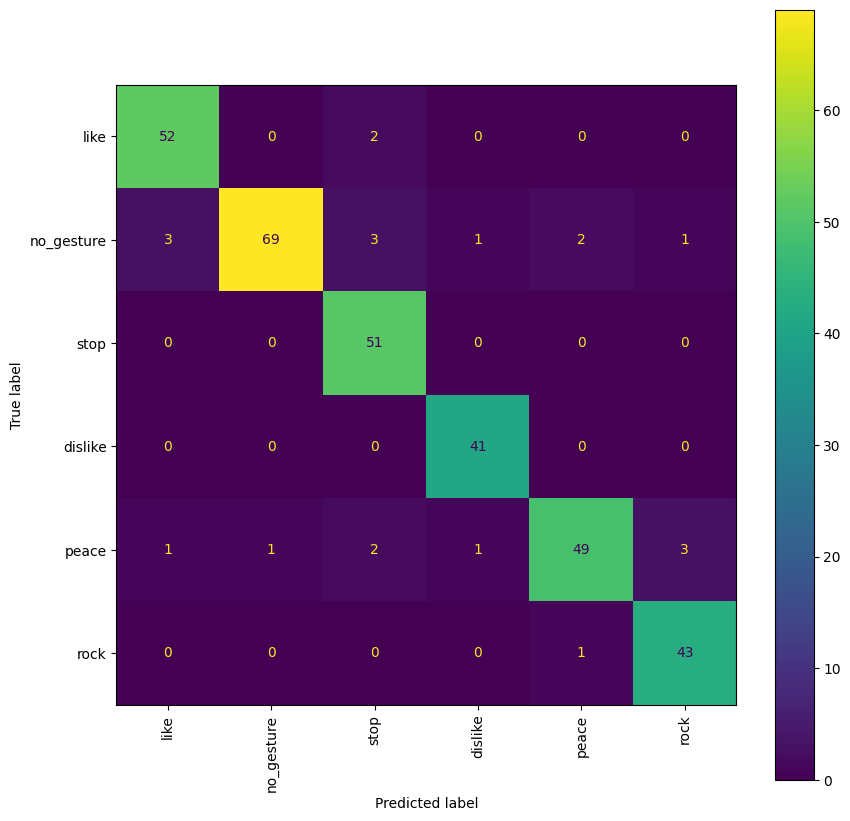 like 52 0 2 0 0 0
no_gesture 3 69 3 1 2 1
stop 0 0 51 0 0 0
dislike 0 0 0 41 0 0
peace 1 1 2 1 49 3
rock 0 0 0 0 1 43
True label
like no_gesture stop dislike peace rock
Predicted label
60
50
40
30
20
10
0